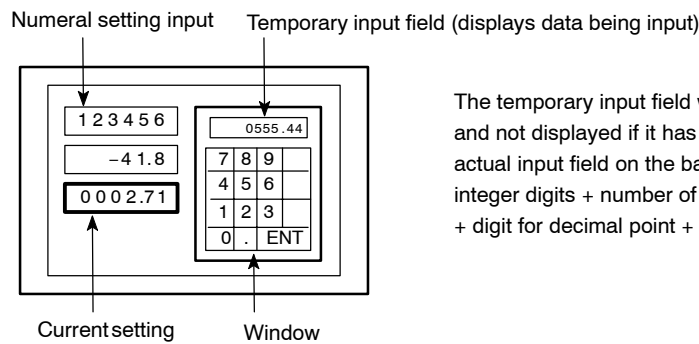 Numeral setting input
Temporary input field (displays data being input)
123456
0555.44
−41.8
0002.71
7 8 9
4 5 6
1 2 3
0 . ENT
The temporary input field
and not displayed if it has
actual input field on the
integer digits + number of
+ digit for decimal point +
Current setting
Window